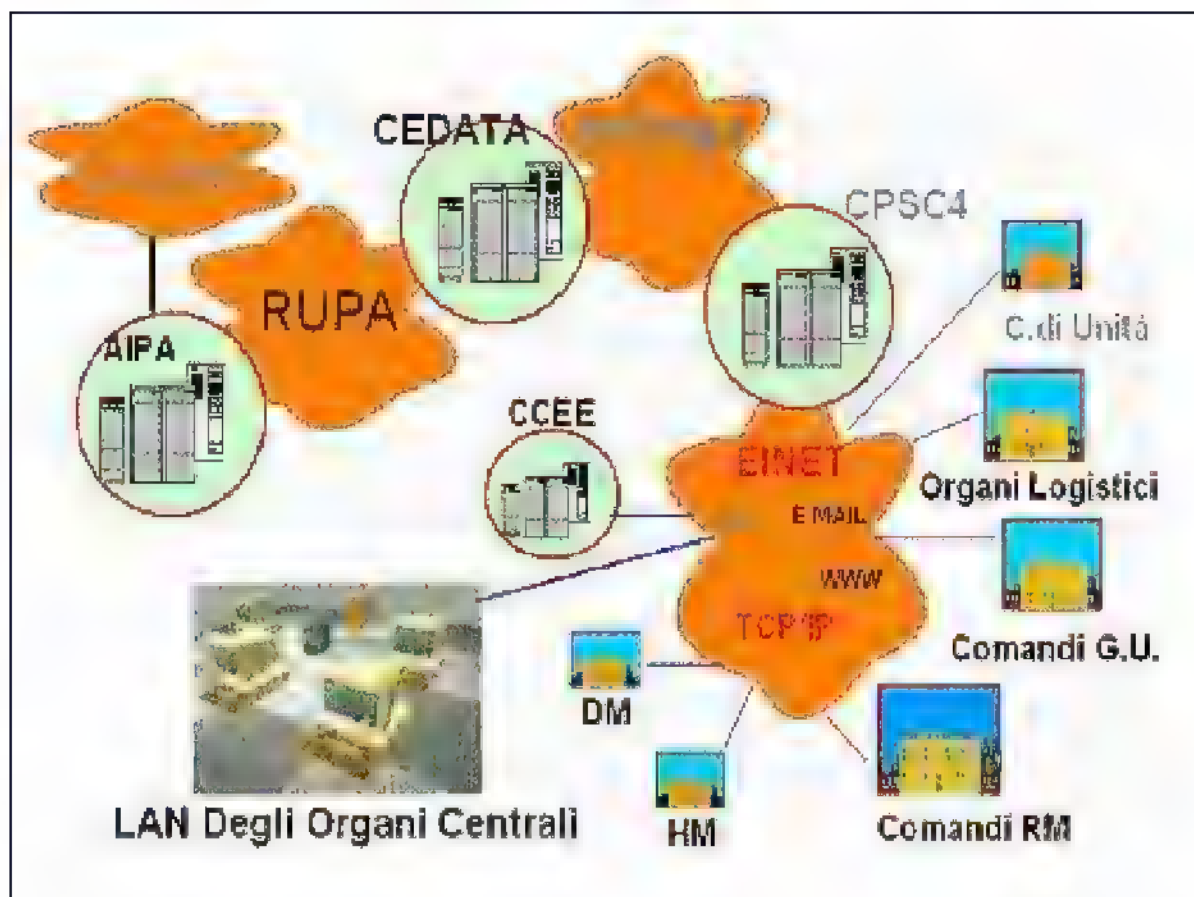 CEDATA
CPSC4
RUPA
AIPA
C.di Unità
CCEE
EINET
Organi Logistici
E MAIL
WWW
TCP\IP
Comandi G.U.
DM
LAN Degli Organi Centrali
HM
Comandi RM